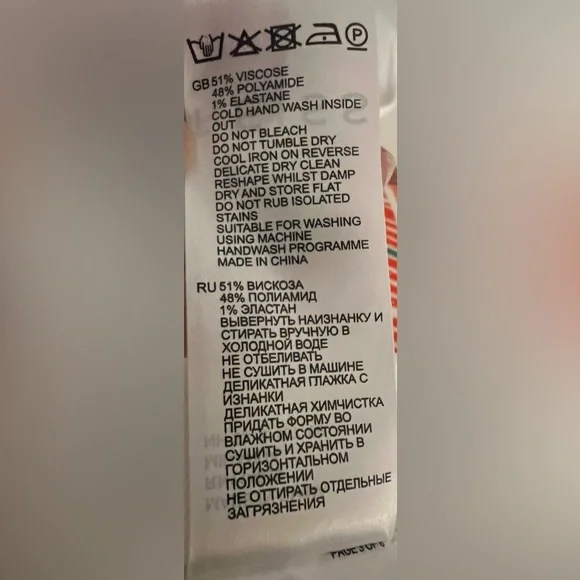 GB 51% VISCOSE
48% POLYAMIDE
1% ELASTANE
COLD HAND WASH INSIDE
OUT
DO NOT BLEACH
DO NOT TUMBLE DRY
COOL IRON ON REVERSE
DELICATE DRY CLEAN
RESHAPE WHILST DAMP
DRY AND STORE FLAT
DO NOT RUB ISOLATED
STAINS
SUITABLE FOR WASHING
USING MACHINE
HANDWASH PROGRAMME
MADE IN CHINA
RU 51% ВИСКОЗА
48% ПОЛИАМИД
1% ЭЛАСТАН
ВЫВЕРНУТЬ НАИЗНАНКУ И
СТИРАТЬ ВРУЧНУЮ В
ХОЛОДНОЙ ВОДЕ
НЕ ОТБЕЛИВАТЬ
НЕ СУШИТЬ В МАШИНЕ
ДЕЛИКАТНАЯ ГЛАЖКА С
ИЗНАНКИ
ДЕЛИКАТНАЯ ХИМЧИСТКА
ПРИДАТЬ ФОРМУ ВО
ВЛАЖНОМ СОСТОЯНИИ
СУШИТЬ И ХРАНИТЬ В
ГОРИЗОНТАЛЬНОМ
ПОЛОЖЕНИИ
НЕ ОТТИРАТЬ ОТДЕЛЬНЫЕ
ЗАГРЯЗНЕНИЯ